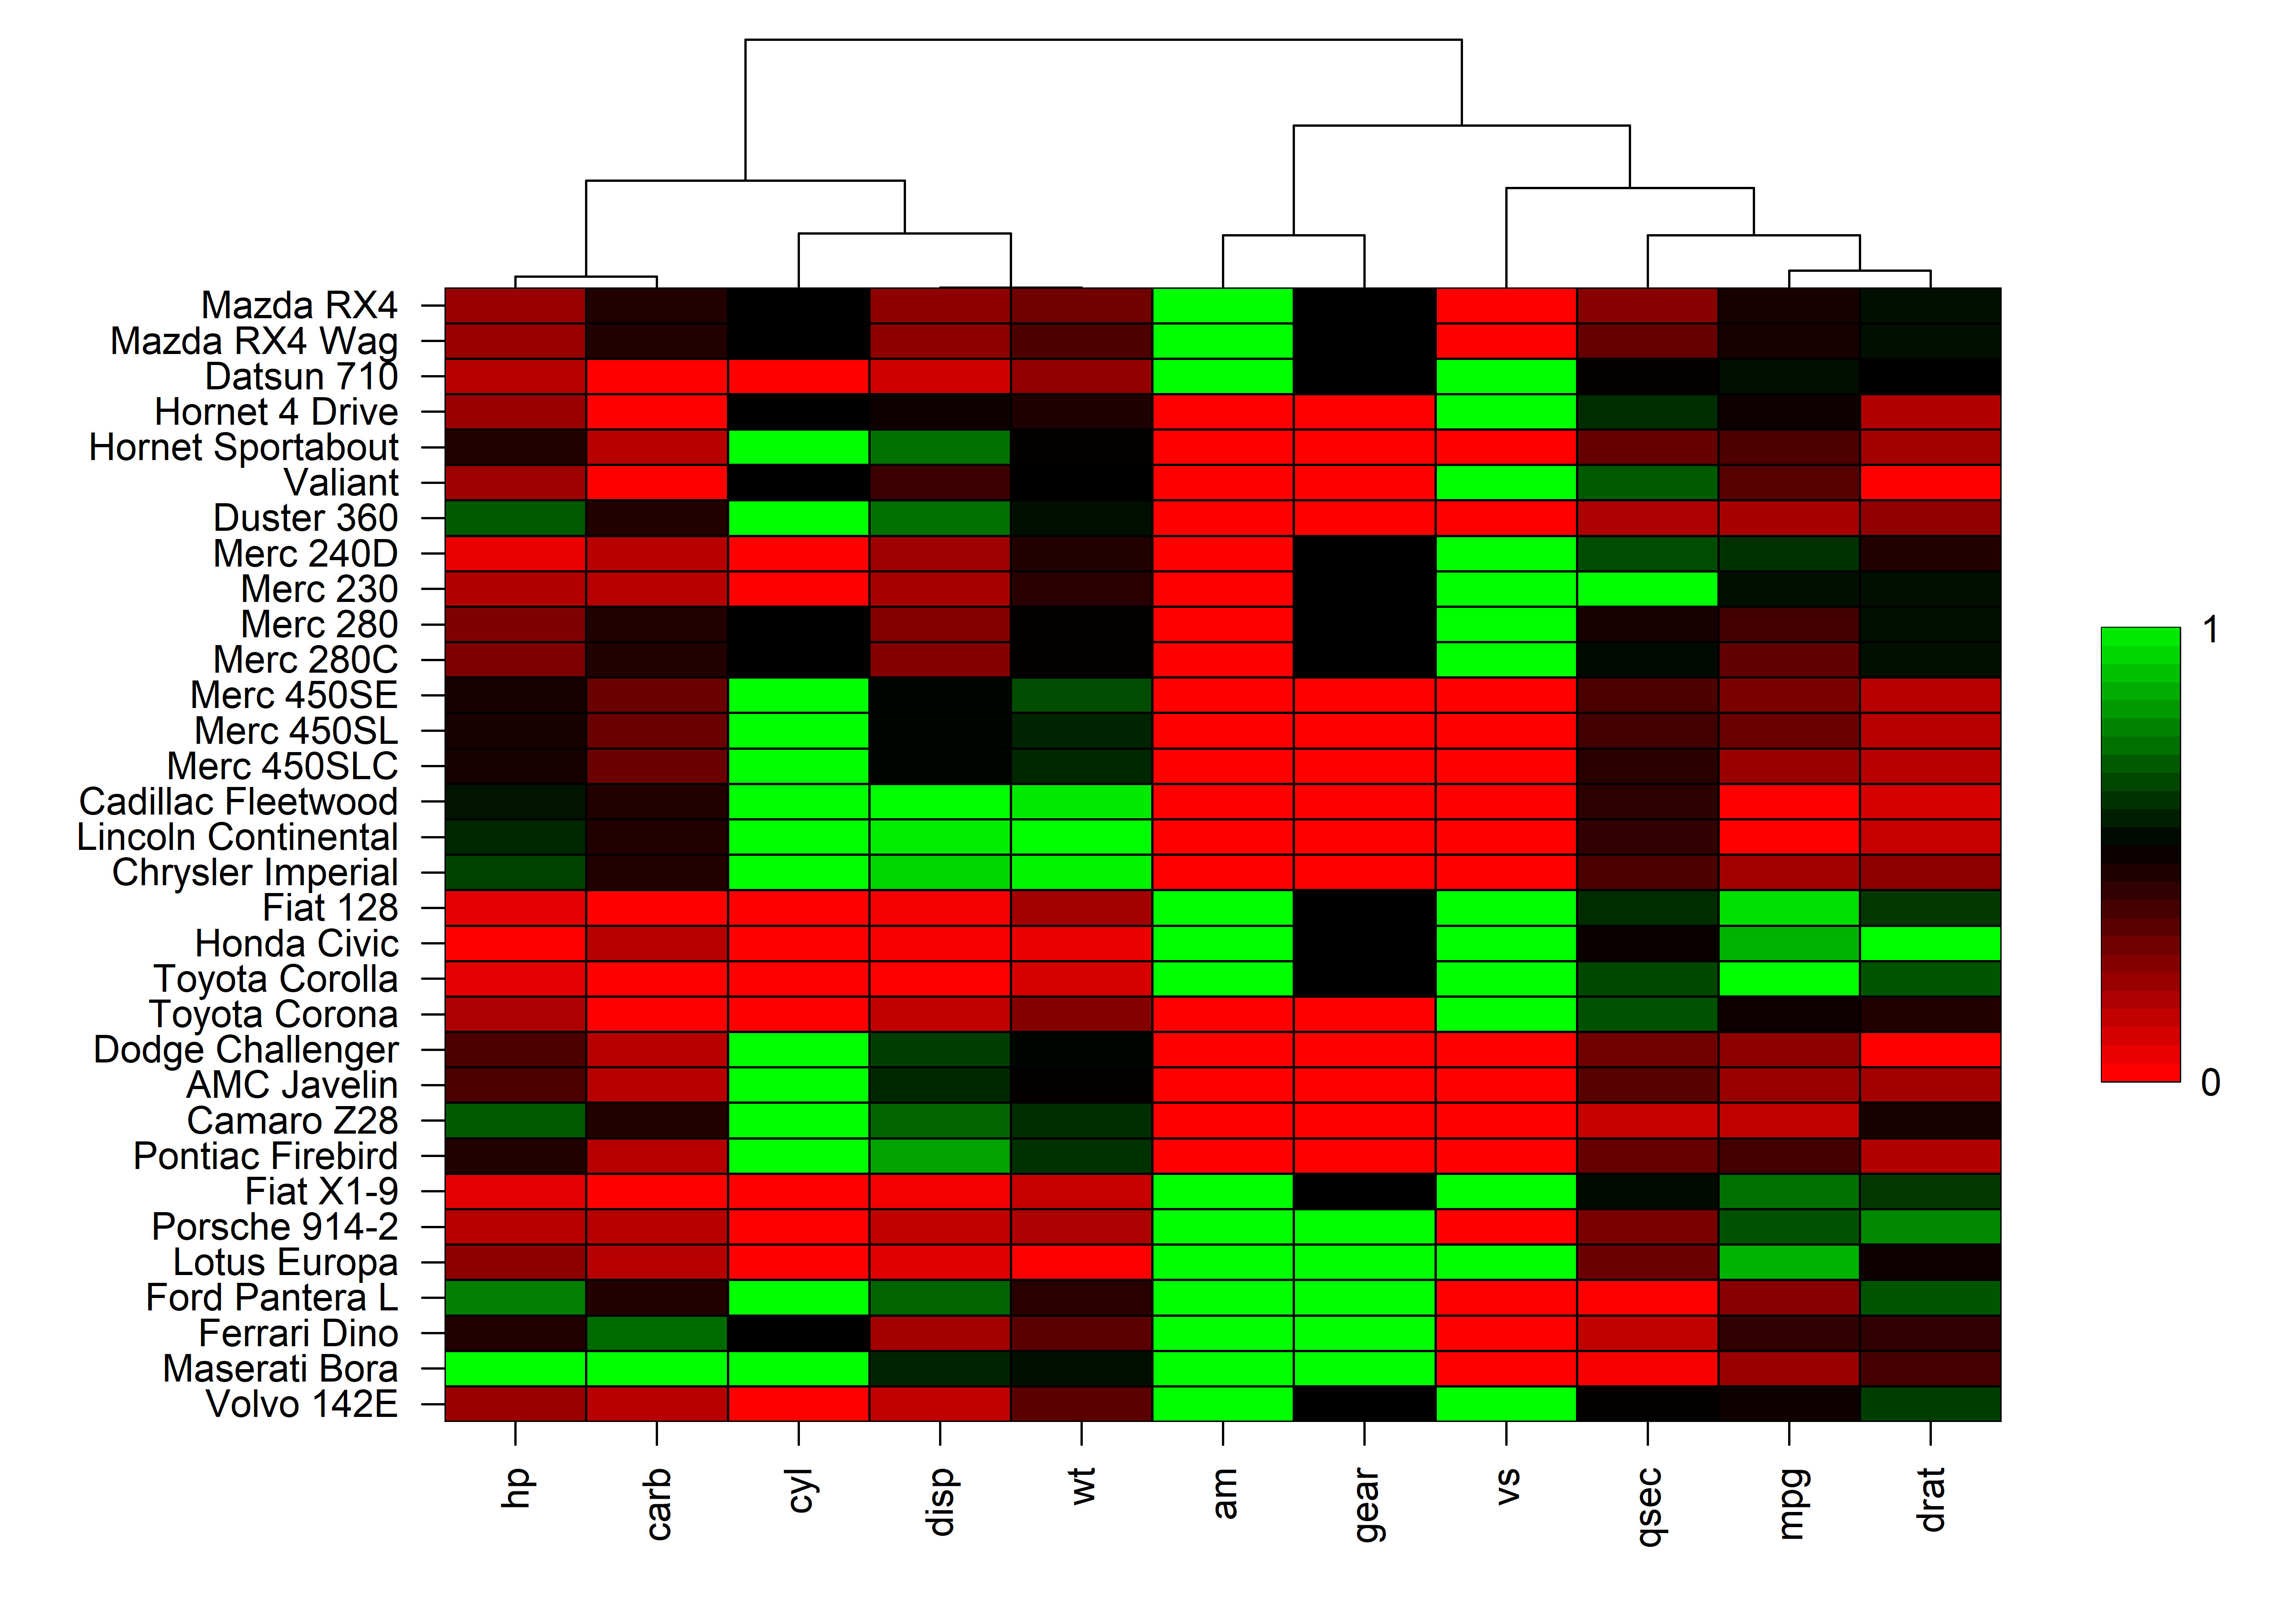 Mazda RX4
Mazda RX4 Wag
Datsun 710
Hornet 4 Drive
Hornet Sportabout
Valiant
Duster 360
Merc 240D
Merc 230
Merc 280
Merc 280C
Merc 450SE
Merc 450SL
Merc 450SLC
Cadillac Fleetwood
Lincoln Continental
Chrysler Imperial
Fiat 128
Honda Civic
Toyota Corolla
Toyota Corona
Dodge Challenger
AMC Javelin
Camaro Z28
Pontiac Firebird
Fiat X1-9
Porsche 914-2
Lotus Europa
Ford Pantera L
Ferrari Dino
Maserati Bora
Volvo 142E
hp
carb
cyl
disp
wt
am
gear
vs
qsec
mpg
drat
1
0